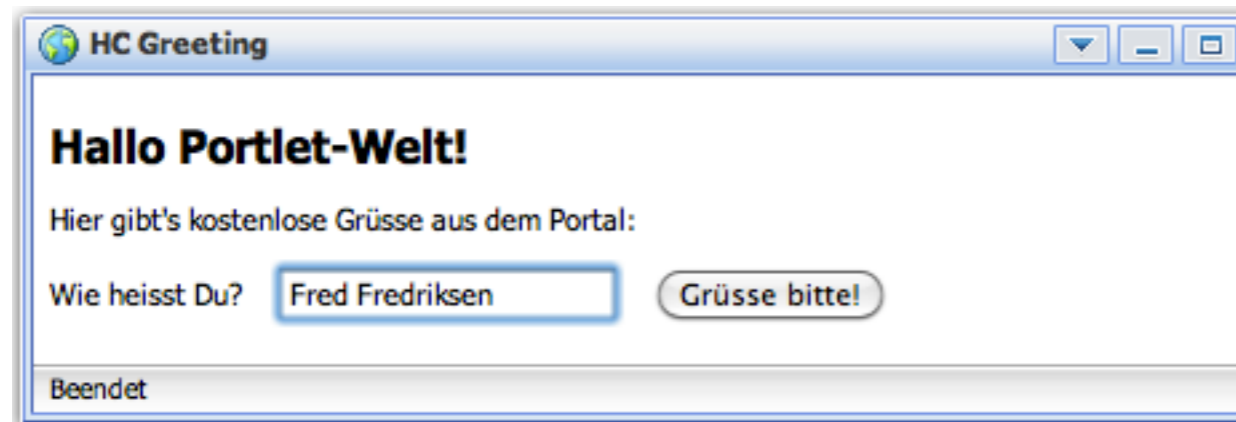 HC Greeting
Hallo Portlet-Welt!
Hier gibt's kostenlose Grüsse aus dem Portal:
Wie heisst Du? Fred Fredriksen Grüsse bitte!
Beendet